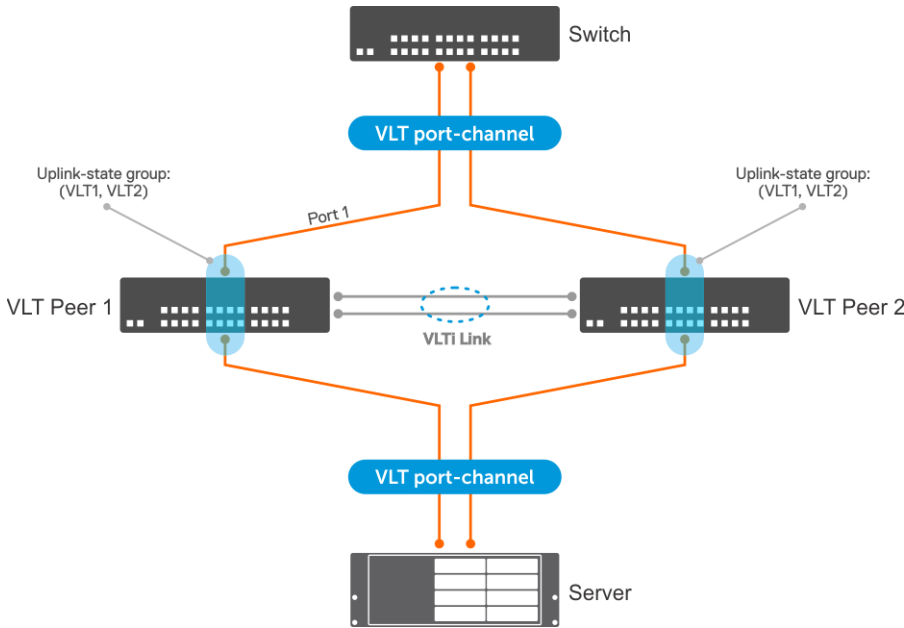 Switch
VLT port-channel
Uplink-state group:
(VLT1, VLT2)
Uplink-state group:
(VLT1, VLT2)
Port 1
VLT Peer 1
VLT Peer 2
VLTi Link
VLT port-channel
Server